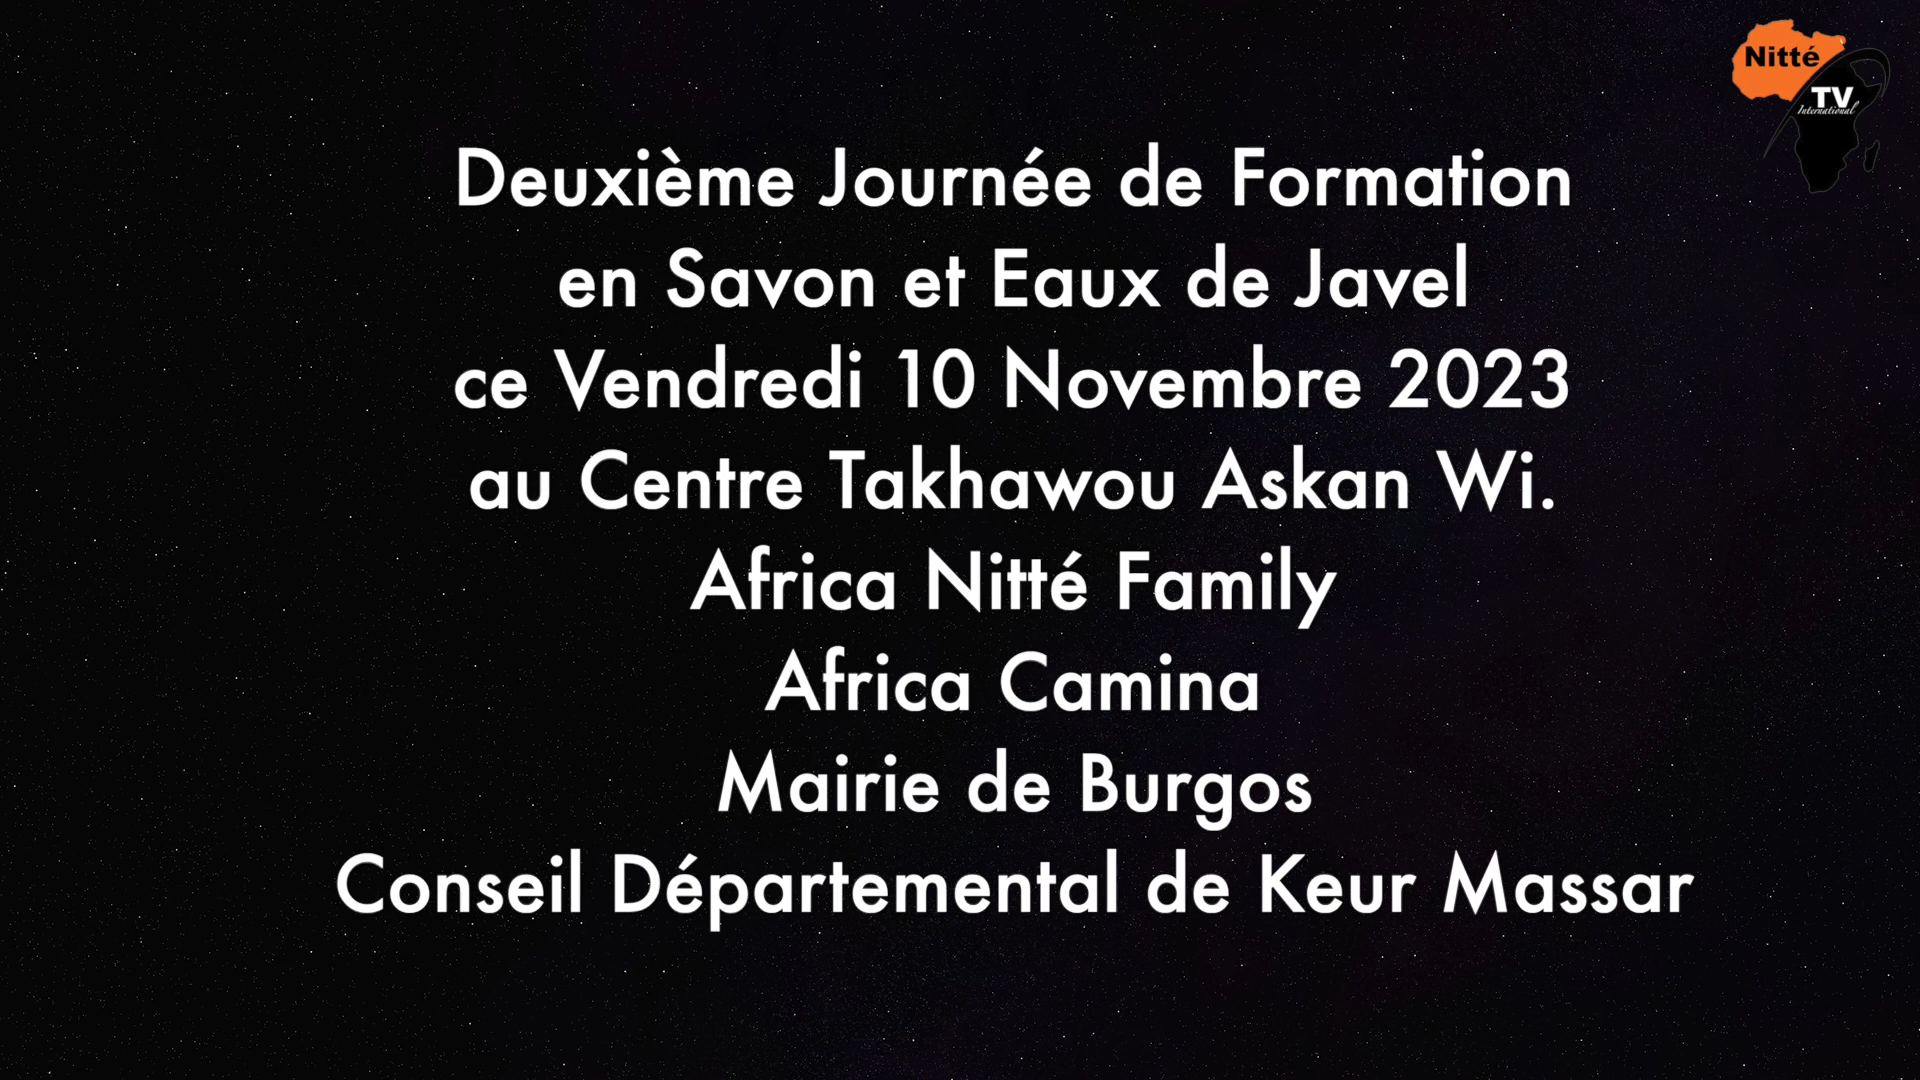 Nitté
TV
International
Deuxième Journée de Formation
en Savon et Eaux de Javel
ce Vendredi 10 Novembre 2023
au Centre Takhawou Askan Wi.
Africa Nitté Family
Africa Camina
Mairie de Burgos
Conseil Départemental de Keur Massar